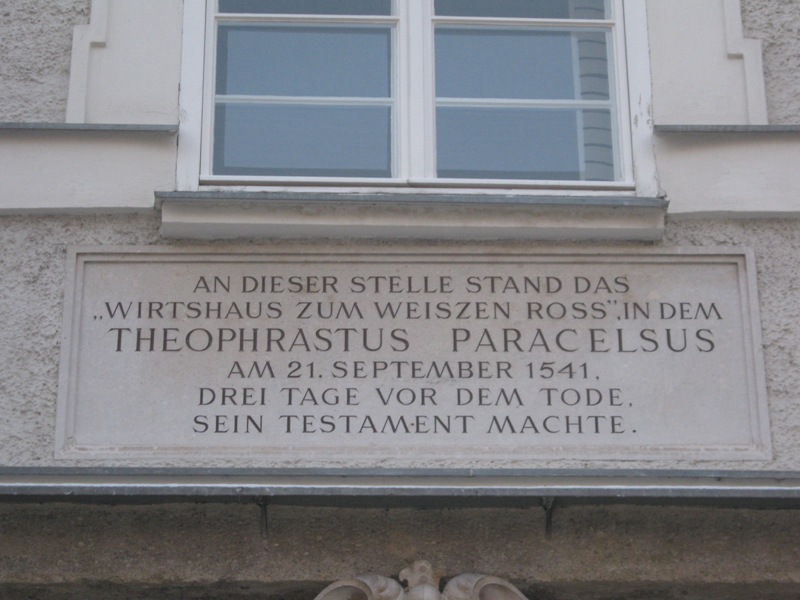 AN DIESER STELLE STAND DAS
„WIRTSHAUS ZUM WEISZEN ROSS”, IN DEM
THEOPHRASTUS PARACELSUS
AM 21. SEPTEMBER 1541,
DREI TAGE VOR DEM TODE,
SEIN TESTAMENT MACHTE.